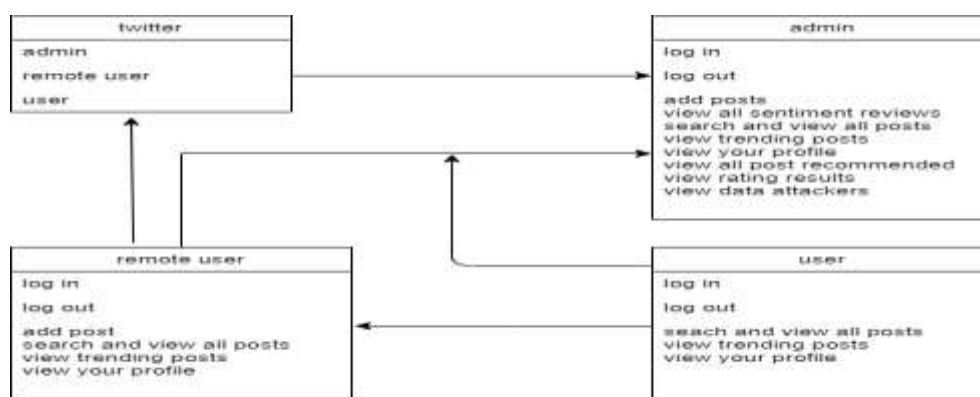 twitter
admin
remote user
user
admin
log in
log out
add posts
view all sentiment reviews
search and view all posts
view trending posts
view your profile
view all post recommended
view rating results
view data attackers
remote user
log in
log out
add post
search and view all posts
view trending posts
view your profile
user
log in
log out
seach and view all posts
view trending posts
view your profile